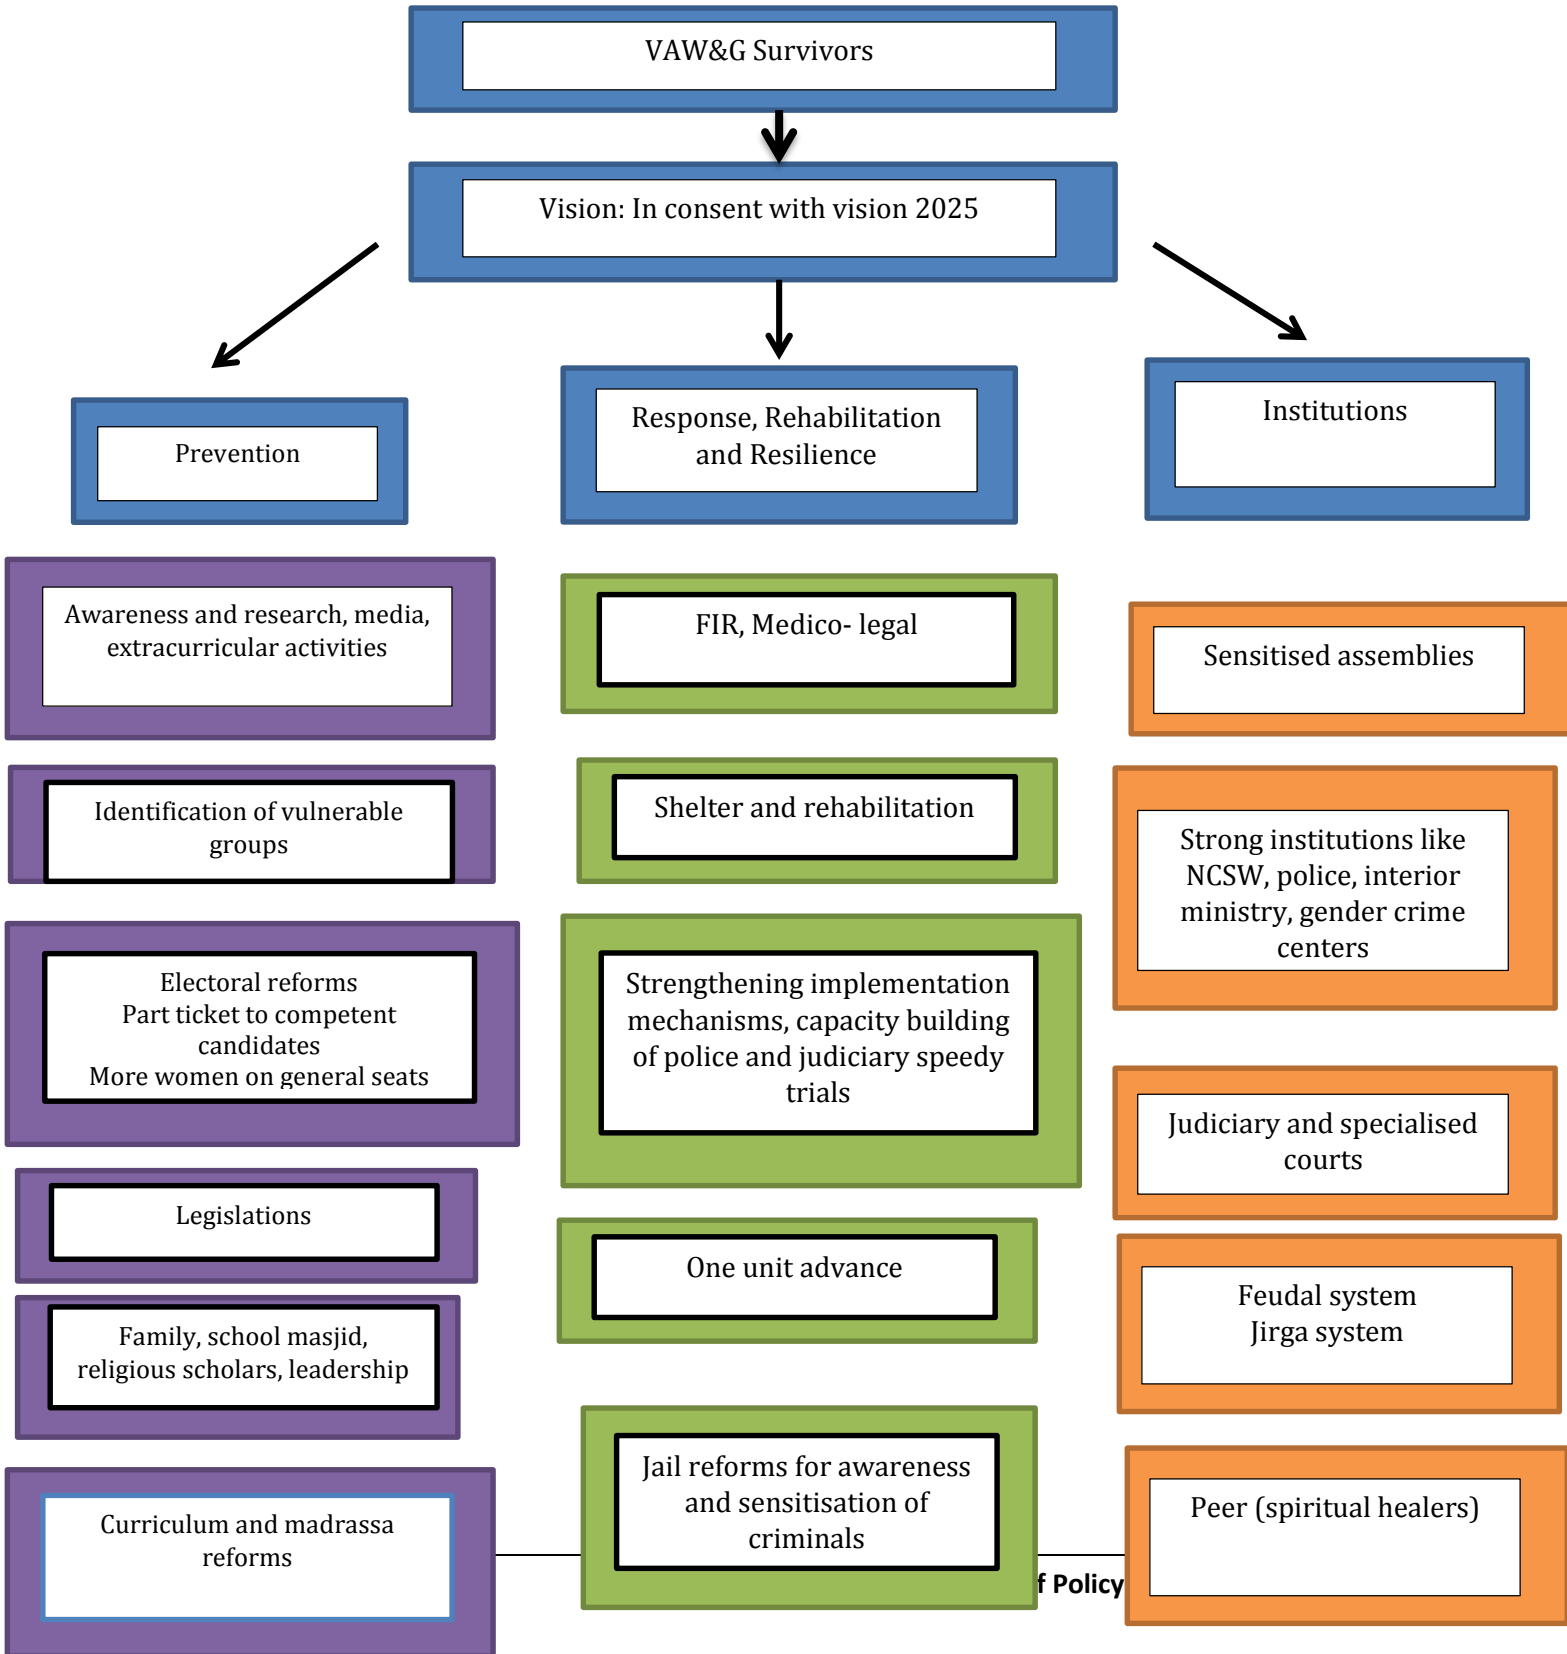 VAW&G Survivors
Vision: In consent with vision 2025
Prevention
Response, Rehabilitation
and Resilience
Institutions
Awareness and research, media,
extracurricular activities
Identification of vulnerable
groups
Electoral reforms
Part ticket to competent
candidates
More women on general seats
Legislations
Family, school masjid,
religious scholars, leadership
Curriculum and madrassa
reforms
FIR, Medico- legal
Shelter and rehabilitation
Strengthening implementation
mechanisms, capacity building
of police and judiciary speedy
trials
One unit advance
Jail reforms for awareness
and sensitisation of
criminals
Sensitised assemblies
Strong institutions like
NCSW, police, interior
ministry, gender crime
centers
Judiciary and specialised
courts
Feudal system
Jirga system
Peer (spiritual healers)
f Policy